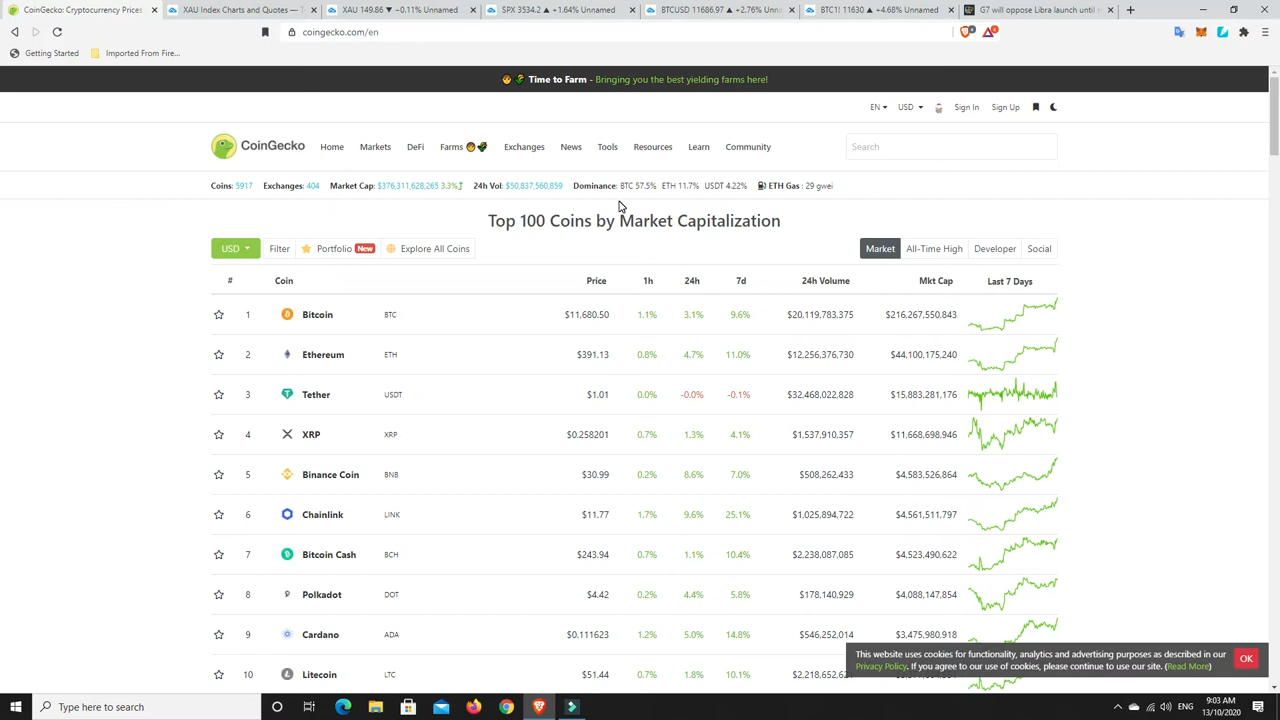 CoinGecko: Cryptocurrency Prices
XAU Index Charts and Quotes — T
XAU 149.86 ▼ −0.11% Unnamed
SPX 3534.2 ▲ +1.64% Unnamed
BTCUSD 11686.97 ▲ +2.76% Unn
BTC1! 11630 ▲ +4.68% Unnamed
G7 will oppose Libra launch until
coingecko.com/en
Getting Started
Imported From Fire...
Time to Farm - Bringing you the best yielding farms here!
EN USD Sign In Sign Up
CoinGecko Home Markets DeFi Farms Exchanges News Tools Resources Learn Community Search
Coins: 5917 Exchanges: 404 Market Cap: $376,311,628,265 3.3% 24h Vol: $50,837,560,859 Dominance: BTC 57.5% ETH 11.7% USDT 4.22% ETH Gas: 29 gwei
Top 100 Coins by Market Capitalization
USD Filter Portfolio New Explore All Coins Market All-Time High Developer Social
# Coin Price 1h 24h 7d 24h Volume Mkt Cap Last 7 Days
1 Bitcoin BTC $11,680.50 1.1% 3.1% 9.6% $20,119,783,375 $216,267,550,843
2 Ethereum ETH $391.13 0.8% 4.7% 11.0% $12,256,376,730 $44,100,175,240
3 Tether USDT $1.01 0.0% -0.0% -0.1% $32,468,022,828 $15,883,281,176
4 XRP XRP $0.258201 0.7% 1.3% 4.1% $1,537,910,357 $11,668,698,946
5 Binance Coin BNB $30.99 0.2% 8.6% 7.0% $508,262,433 $4,583,526,864
6 Chainlink LINK $11.77 1.7% 9.6% 25.1% $1,025,894,722 $4,561,511,797
7 Bitcoin Cash BCH $243.94 0.7% 1.1% 10.4% $2,238,087,085 $4,523,490,622
8 Polkadot DOT $4.42 0.2% 4.4% 5.8% $178,140,929 $4,088,147,854
9 Cardano ADA $0.111623 1.2% 5.0% 14.8% $546,252,014 $3,475,980,918
10 Litecoin LTC $51.44 0.7% 1.8% 10.1%
This website uses cookies for functionality, analytics and advertising purposes as described in our
Privacy Policy. If you agree to our use of cookies, please continue to use our site. (Read More)
OK
Type here to search
ENG
9:03 AM
13/10/2020